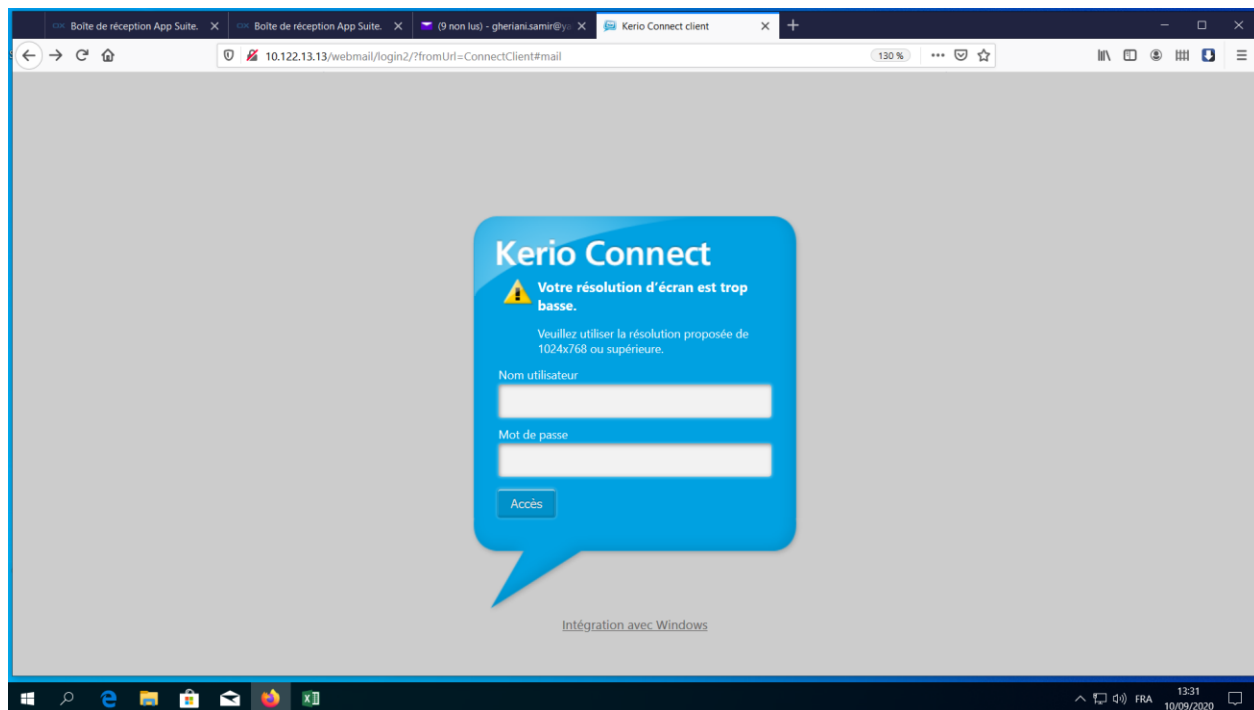 Boîte de réception App Suite.
Boîte de réception App Suite.
(9 non lus) - gheriani.samir@ya
Kerio Connect client
10.122.13.13/webmail/login2/?fromUrl=ConnectClient#mail
130 %
Kerio Connect
Votre résolution d'écran est trop
basse.
Veuillez utiliser la résolution proposée de
1024x768 ou supérieure.
Nom utilisateur
Mot de passe
Accès
Intégration avec Windows
FRA
13:31
10/09/2020